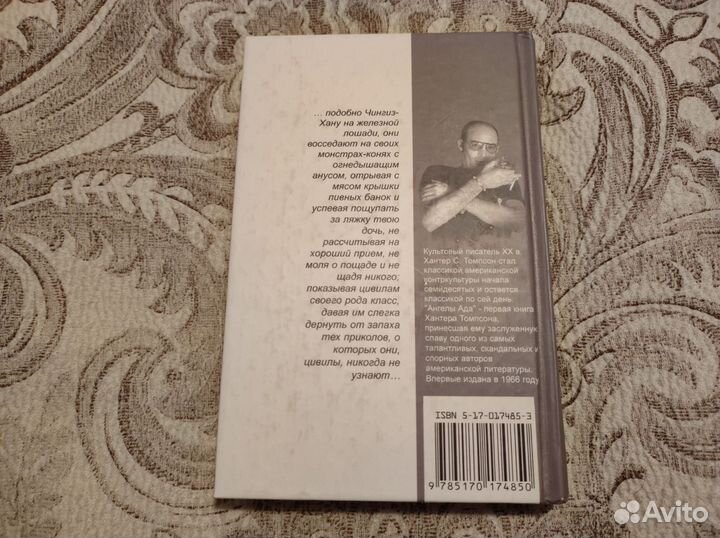 ... подобно Чингиз-
Хану на железной
лошади, они
восседают на своих
монстрах-конях с
огнедышащим
анусом, отрывая с
мясом крышки
пивных банок и
успевая пощупать
за ляжку твою
дочь, не
рассчитывая на
хороший прием, не
моля о пощаде и не
щадя никого;
показывая цивилам
своего рода класс,
давая им слегка
дернуть от запаха
тех приколов, о
которых они,
цивилы, никогда не
узнают...
Культовый писатель XX в.
Хантер С. Томпсон стал
классикой американской
контркультуры начала
семидесятых и остается
классикой по сей день.
"Ангелы Ада" - первая книга
Хантера Томпсона,
принесшая ему заслуженную
славу одного из самых
талантливых, скандальных и
спорных авторов
американской литературы.
Впервые издана в 1966 году
ISBN 5-17-017485-3
9 785170 174850
Avito